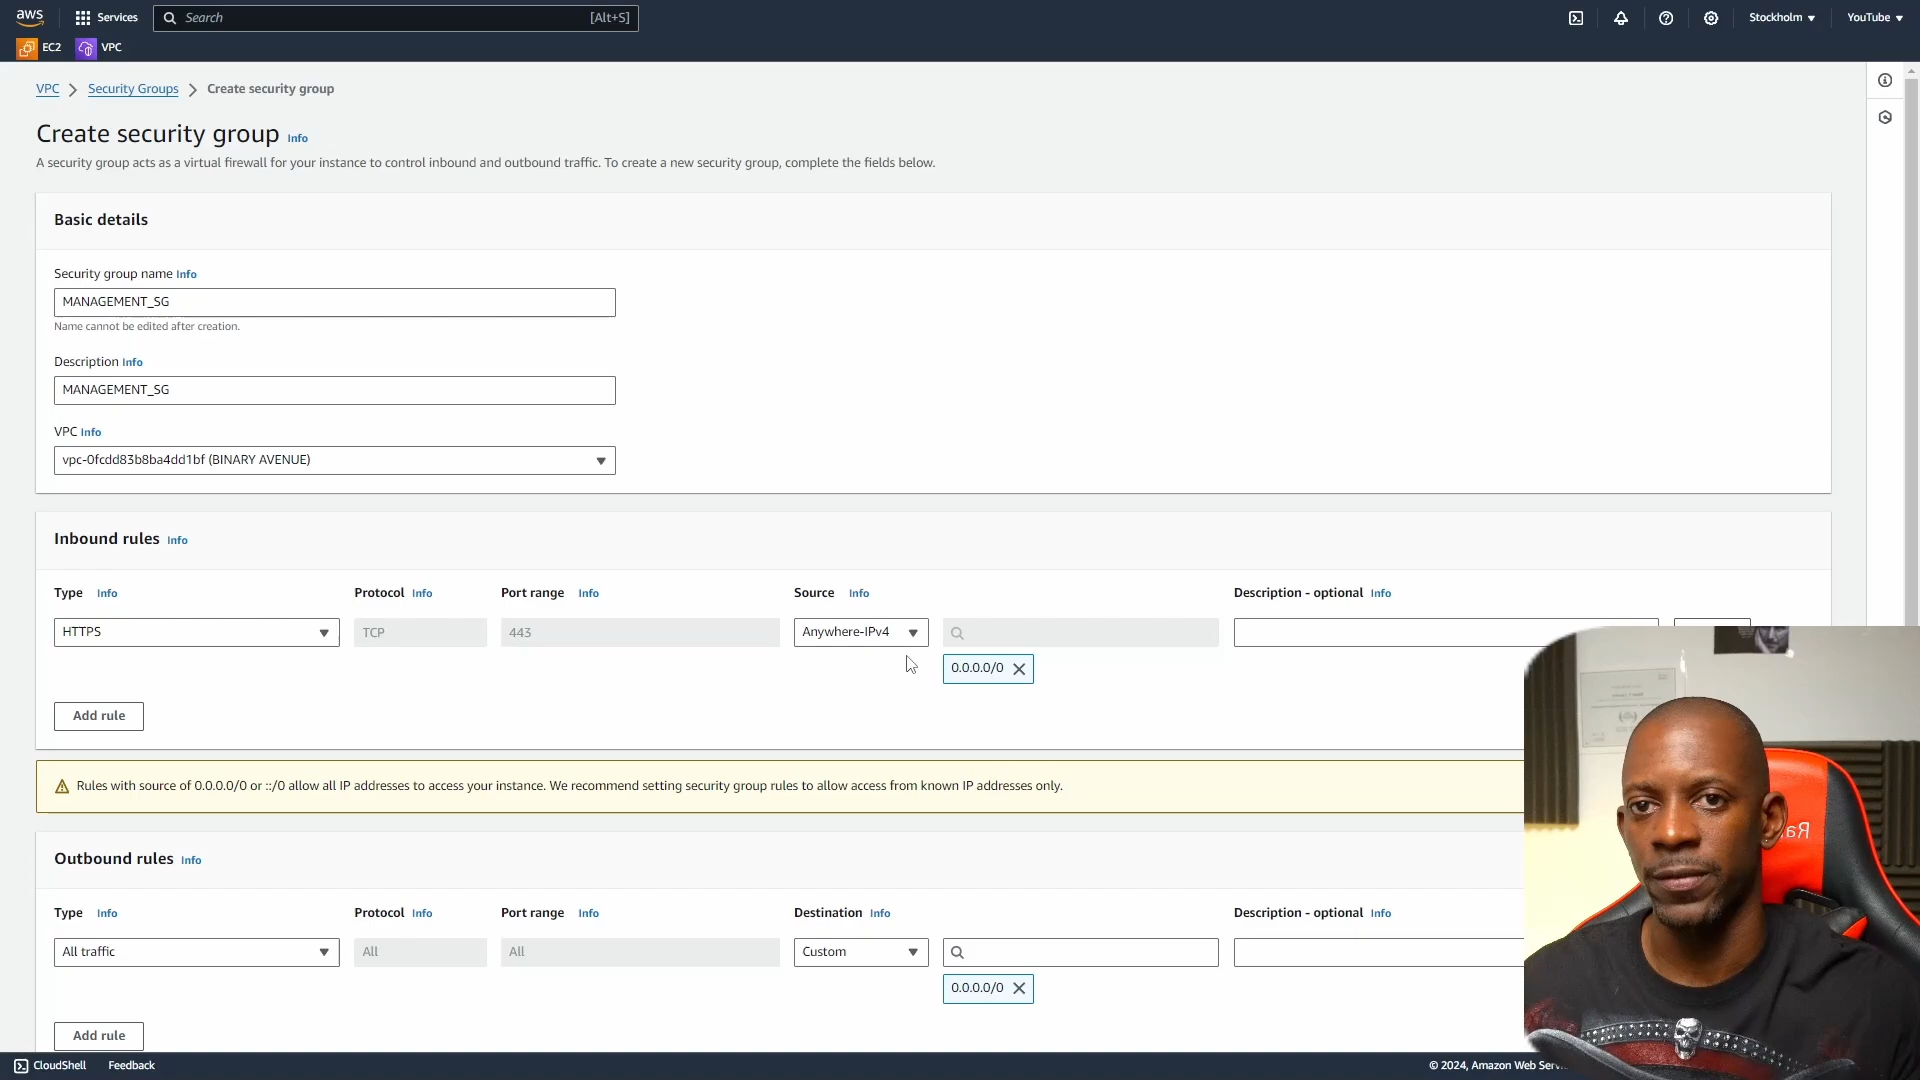 aws Services Search [Alt+S] Stockholm YouTube
EC2 VPC
VPC Security Groups Create security group
Create security group Info
A security group acts as a virtual firewall for your instance to control inbound and outbound traffic. To create a new security group, complete the fields below.
Basic details
Security group name Info
MANAGEMENT_SG
Name cannot be edited after creation.
Description Info
MANAGEMENT_SG
VPC Info
vpc-0fcdd83b8ba4dd1bf (BINARY AVENUE)
Inbound rules Info
Type Info Protocol Info Port range Info Source Info Description - optional Info
HTTPS TCP 443 Anywhere-IPv4
0.0.0.0/0
Add rule
Rules with source of 0.0.0.0/0 or ::/0 allow all IP addresses to access your instance. We recommend setting security group rules to allow access from known IP addresses only.
Outbound rules Info
Type Info Protocol Info Port range Info Destination Info Description - optional Info
All traffic All All Custom
0.0.0.0/0
Add rule
CloudShell Feedback © 2024, Amazon Web